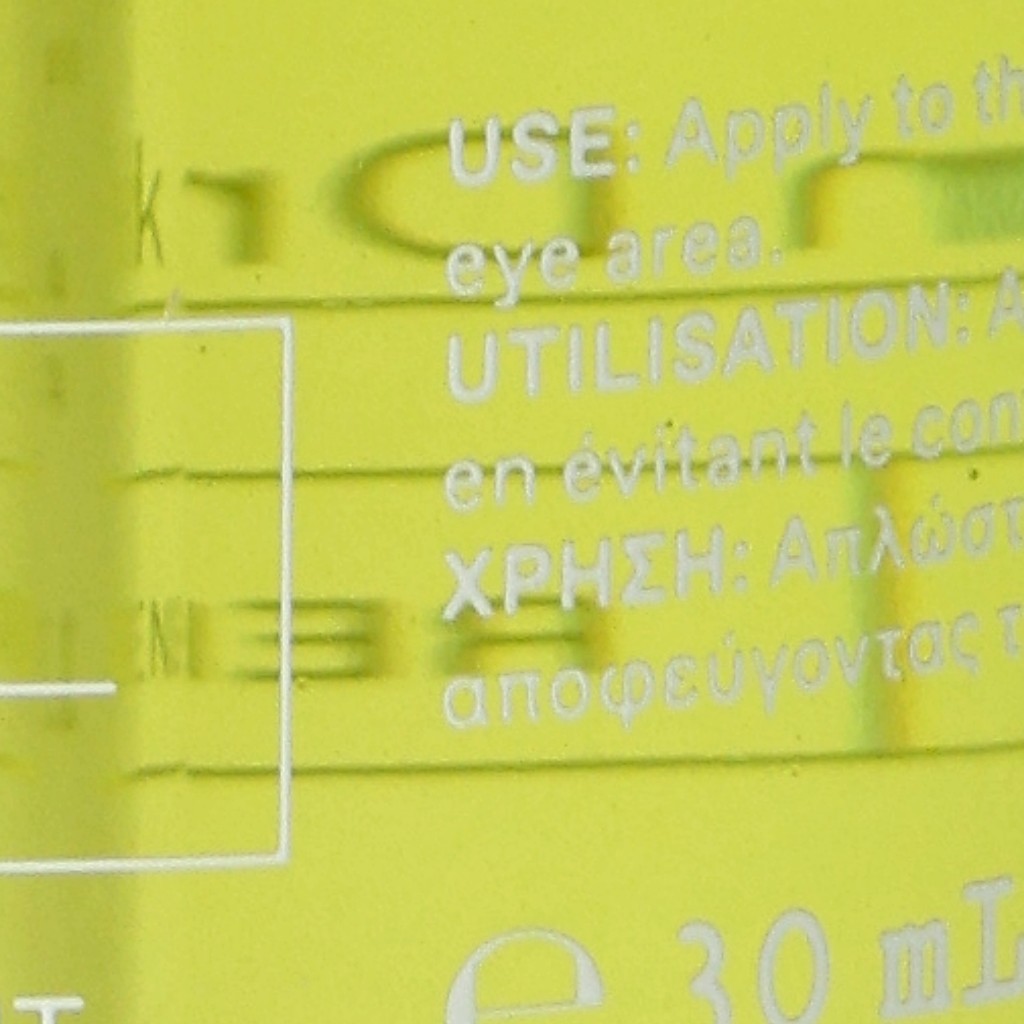 USE: Apply to th
eye area.
UTILISATION: A
en évitant le con
ΧΡΗΣΗ: Απλώστ
αποφεύγοντας τ
℮ 30 mL